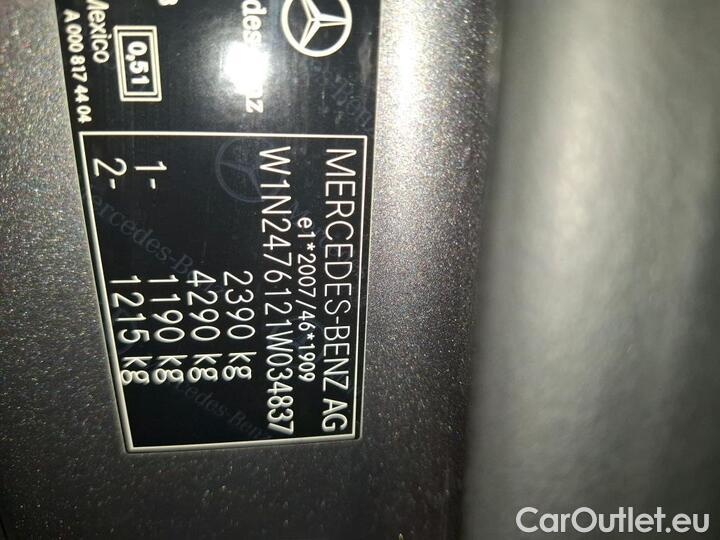 Mexico
0,51
A 000 817 44 04
MERCEDES-BENZ AG
e1*2007/46*1909
W1N2476121W034837
2390 kg
4290 kg
1- 1190 kg
2- 1215 kg
CarOutlet.eu